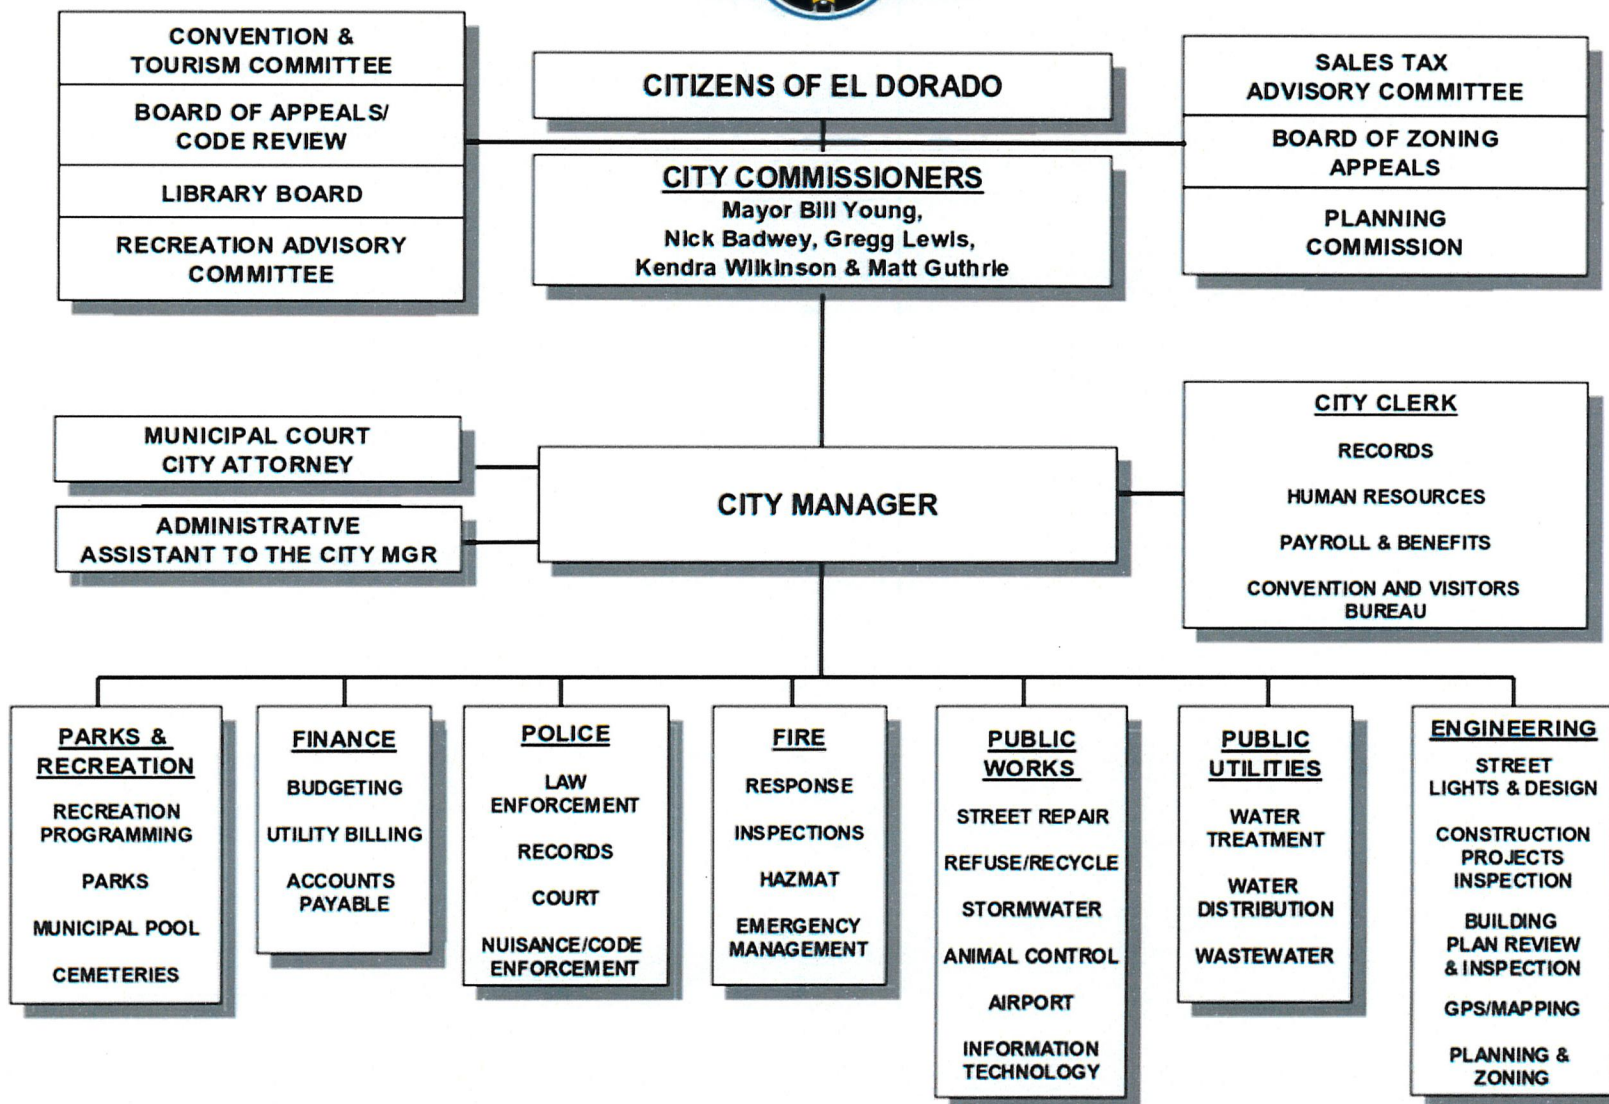 CONVENTION &
TOURISM COMMITTEE
BOARD OF APPEALS/
CODE REVIEW
LIBRARY BOARD
RECREATION ADVISORY
COMMITTEE
CITIZENS OF EL DORADO
CITY COMMISSIONERS
Mayor Bill Young,
Nick Badwey, Gregg Lewis,
Kendra Wilkinson & Matt Guthrie
SALES TAX
ADVISORY COMMITTEE
BOARD OF ZONING
APPEALS
PLANNING
COMMISSION
MUNICIPAL COURT
CITY ATTORNEY
ADMINISTRATIVE
ASSISTANT TO THE CITY MGR
CITY MANAGER
CITY CLERK
RECORDS
HUMAN RESOURCES
PAYROLL & BENEFITS
CONVENTION AND VISITORS
BUREAU
PARKS &
RECREATION
RECREATION
PROGRAMMING
PARKS
MUNICIPAL POOL
CEMETERIES
FINANCE
BUDGETING
UTILITY BILLING
ACCOUNTS
PAYABLE
POLICE
LAW
ENFORCEMENT
RECORDS
COURT
NUISANCE/CODE
ENFORCEMENT
FIRE
RESPONSE
INSPECTIONS
HAZMAT
EMERGENCY
MANAGEMENT
PUBLIC
WORKS
STREET REPAIR
REFUSE/RECYCLE
STORMWATER
ANIMAL CONTROL
AIRPORT
INFORMATION
TECHNOLOGY
PUBLIC
UTILITIES
WATER
TREATMENT
WATER
DISTRIBUTION
WASTEWATER
ENGINEERING
STREET
LIGHTS & DESIGN
CONSTRUCTION
PROJECTS
INSPECTION
BUILDING
PLAN REVIEW
& INSPECTION
GPS/MAPPING
PLANNING &
ZONING